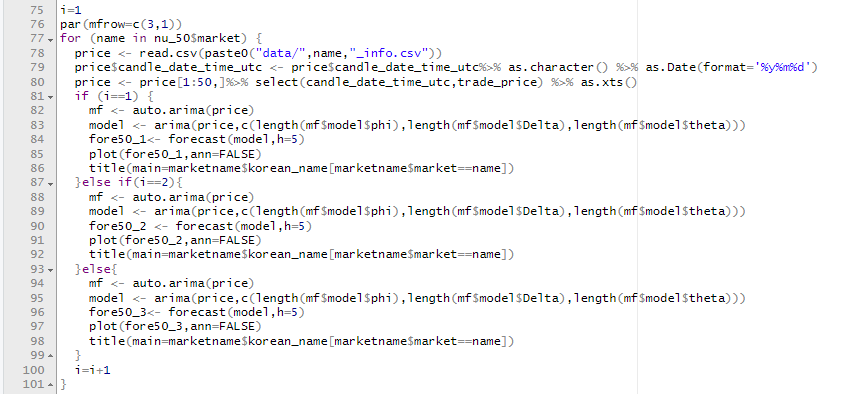 75 i=1
76 par(mfrow=c(3,1))
77 for (name in nu_50$market) {
78   price <- read.csv(paste0("data/",name,"_info.csv"))
79   price$candle_date_time_utc <- price$candle_date_time_utc%>% as.character() %>% as.Date(format='%y%m%d')
80   price <- price[1:50,]%>% select(candle_date_time_utc,trade_price) %>% as.xts()
81   if (i==1) {
82     mf <- auto.arima(price)
83     model <- arima(price,c(length(mf$model$phi),length(mf$model$Delta),length(mf$model$theta)))
84     fore50_1<- forecast(model,h=5)
85     plot(fore50_1,ann=FALSE)
86     title(main=marketname$korean_name[marketname$market==name])
87   }else if(i==2){
88     mf <- auto.arima(price)
89     model <- arima(price,c(length(mf$model$phi),length(mf$model$Delta),length(mf$model$theta)))
90     fore50_2 <- forecast(model,h=5)
91     plot(fore50_2,ann=FALSE)
92     title(main=marketname$korean_name[marketname$market==name])
93   }else{
94     mf <- auto.arima(price)
95     model <- arima(price,c(length(mf$model$phi),length(mf$model$Delta),length(mf$model$theta)))
96     fore50_3<- forecast(model,h=5)
97     plot(fore50_3,ann=FALSE)
98     title(main=marketname$korean_name[marketname$market==name])
99   }
100   i=i+1
101 }